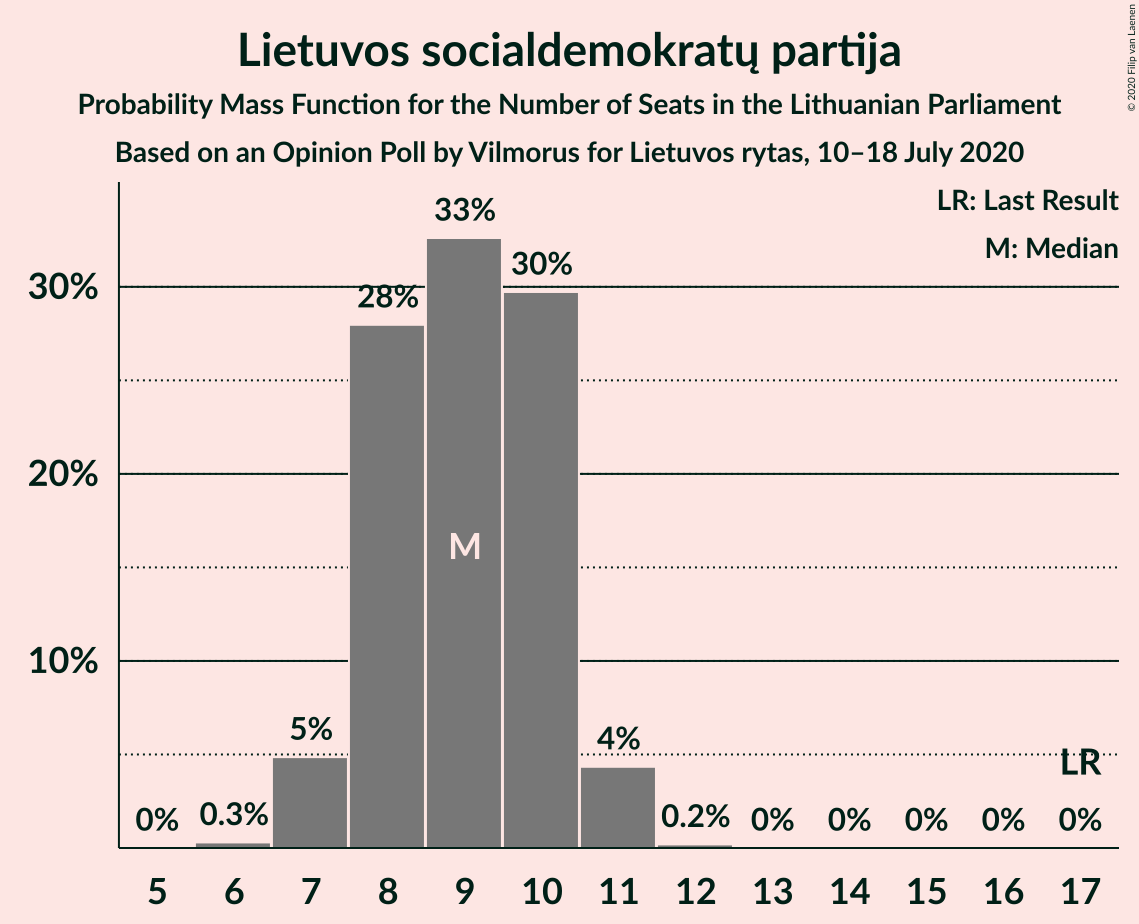 Lietuvos socialdemokratų partija
Probability Mass Function for the Number of Seats in the Lithuanian Parliament
Based on an Opinion Poll by Vilmorus for Lietuvos rytas, 10–18 July 2020
© 2020 Filip van Laenen
LR: Last Result
M: Median
30%
20%
10%
0%
0.3%
5%
28%
33%
30%
4%
0.2%
0%
0%
0%
0%
0%
M
LR
5 6 7 8 9 10 11 12 13 14 15 16 17